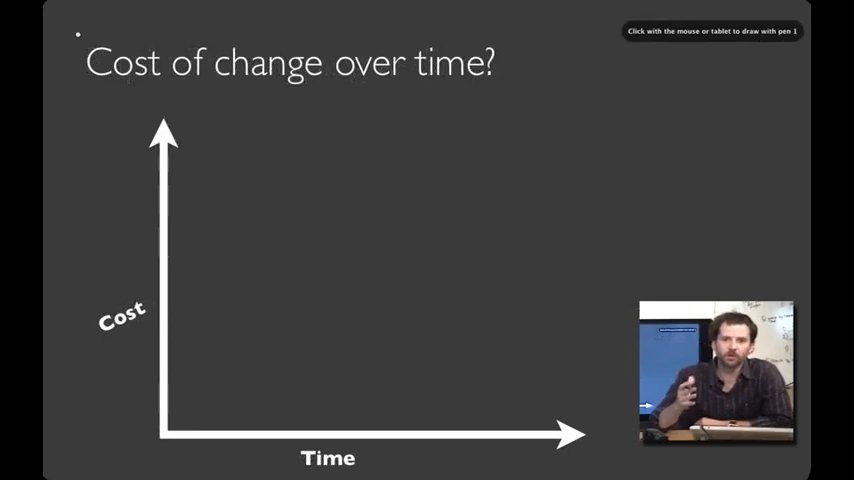 Click with the mouse or tablet to draw with pen 1
Cost of change over time?
Cost
Time